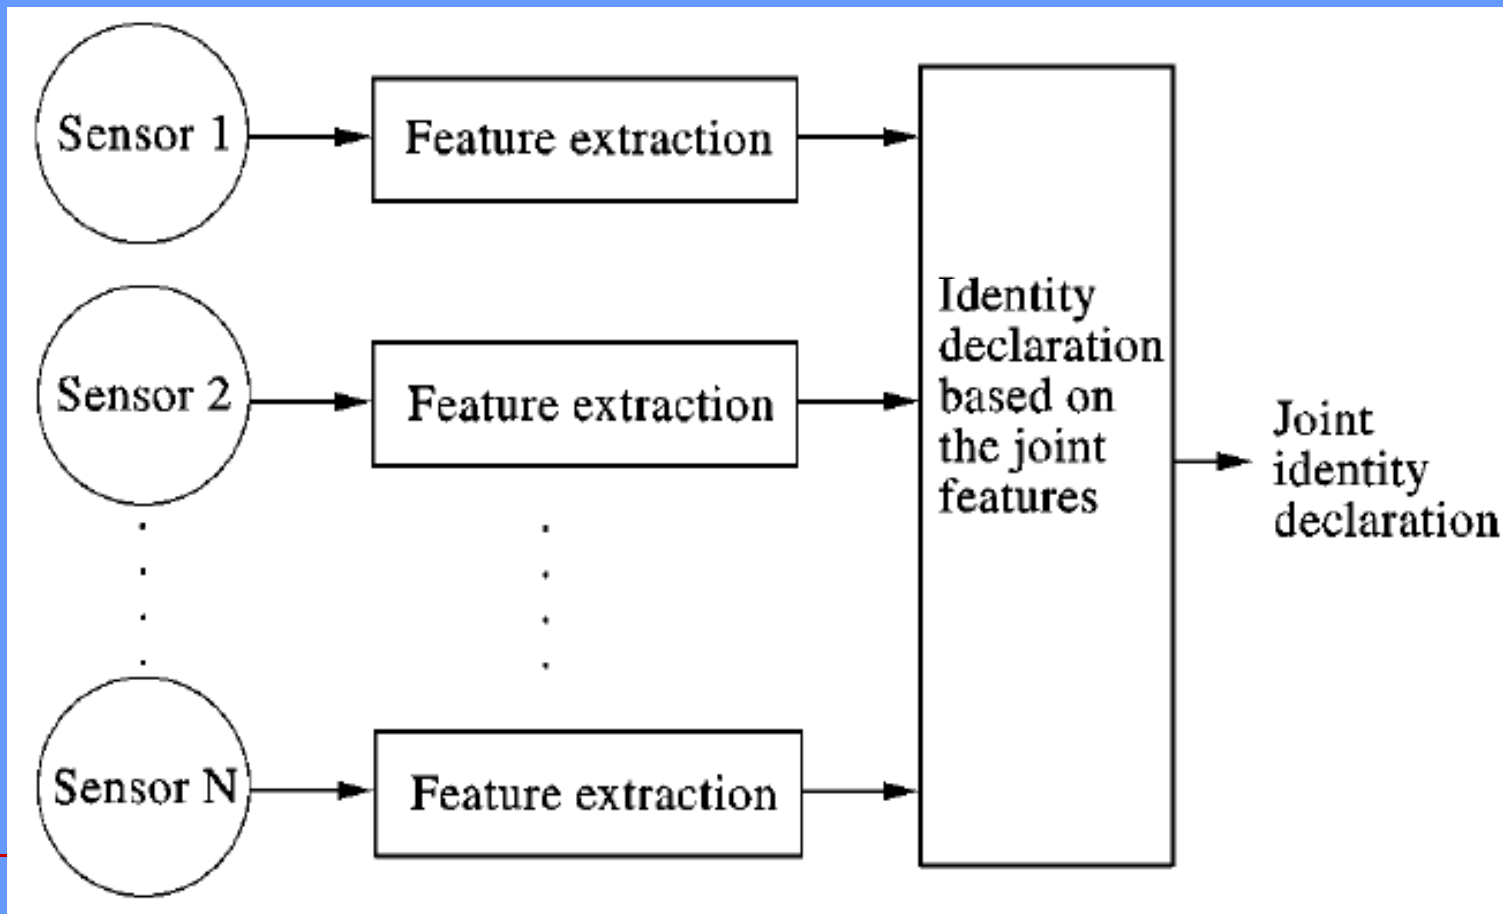 Sensor 1
Feature extraction
Sensor 2
Feature extraction
Sensor N
Feature extraction
Identity
declaration
based on
the joint
features
Joint
identity
declaration